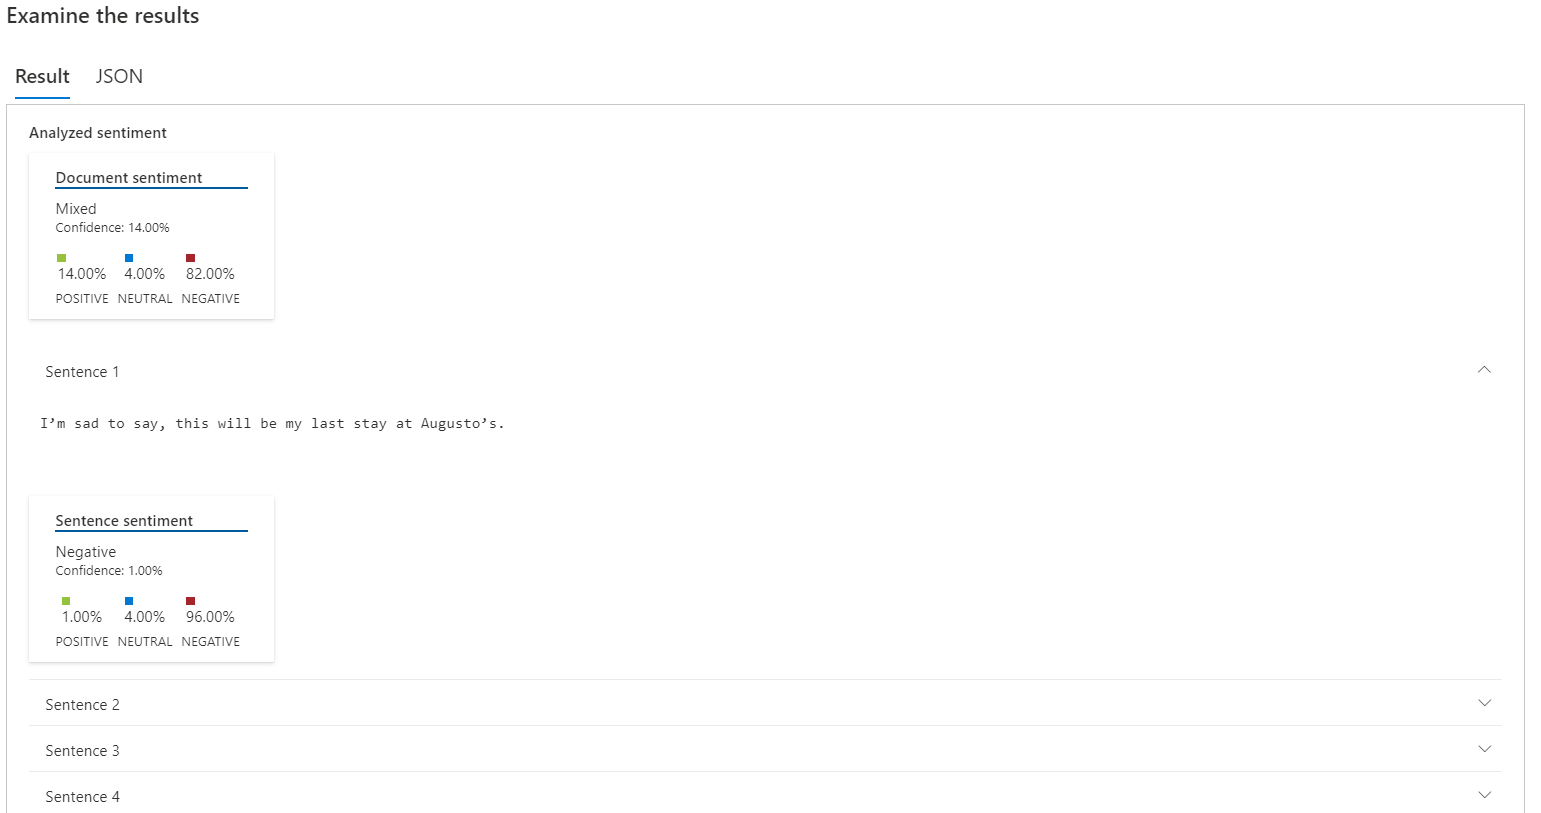 Examine the results
Result JSON
Analyzed sentiment
Document sentiment
Mixed
Confidence: 14.00%
14.00% 4.00% 82.00%
POSITIVE NEUTRAL NEGATIVE
Sentence 1
I’m sad to say, this will be my last stay at Augusto’s.
Sentence sentiment
Negative
Confidence: 1.00%
1.00% 4.00% 96.00%
POSITIVE NEUTRAL NEGATIVE
Sentence 2
Sentence 3
Sentence 4